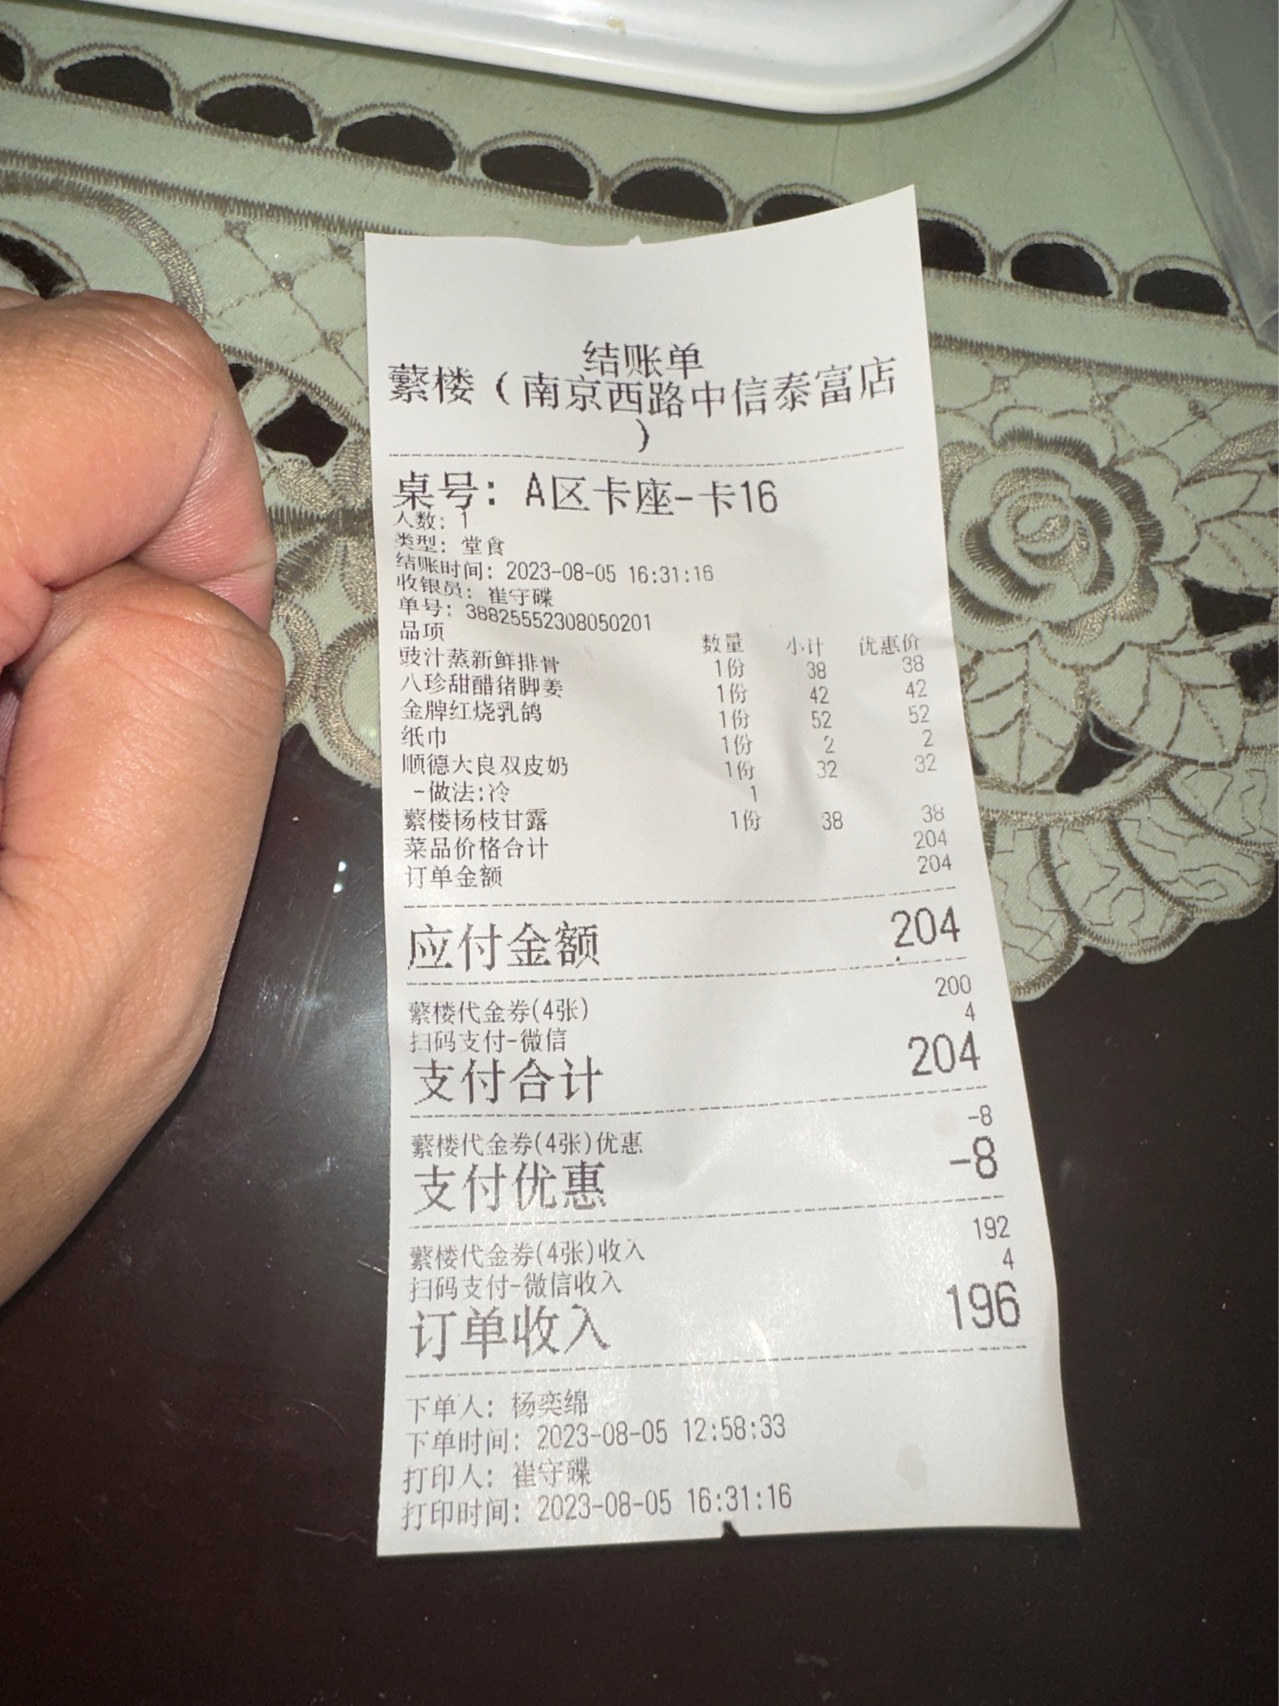 结账单
蘩楼（南京西路中信泰富店
）
桌号：A区卡座-卡16
人数：1
类型：堂食
结账时间：2023-08-05 16:31:16
收银员：崔守碟
单号：38825552308050201
品项 数量 小计 优惠价
豉汁蒸新鲜排骨 1份 38 38
八珍甜醋猪脚姜 1份 42 42
金牌红烧乳鸽 1份 52 52
纸巾 1份 2 2
顺德大良双皮奶 1份 32 32
-做法:冷 1
蘩楼杨枝甘露 1份 38 38
菜品价格合计 204
订单金额 204
应付金额 204
蘩楼代金券(4张) 200
扫码支付-微信 4
支付合计 204
蘩楼代金券(4张)优惠 -8
支付优惠 -8
蘩楼代金券(4张)收入 192
扫码支付-微信收入 4
订单收入 196
下单人：杨奕绵
下单时间：2023-08-05 12:58:33
打印人：崔守碟
打印时间：2023-08-05 16:31:16